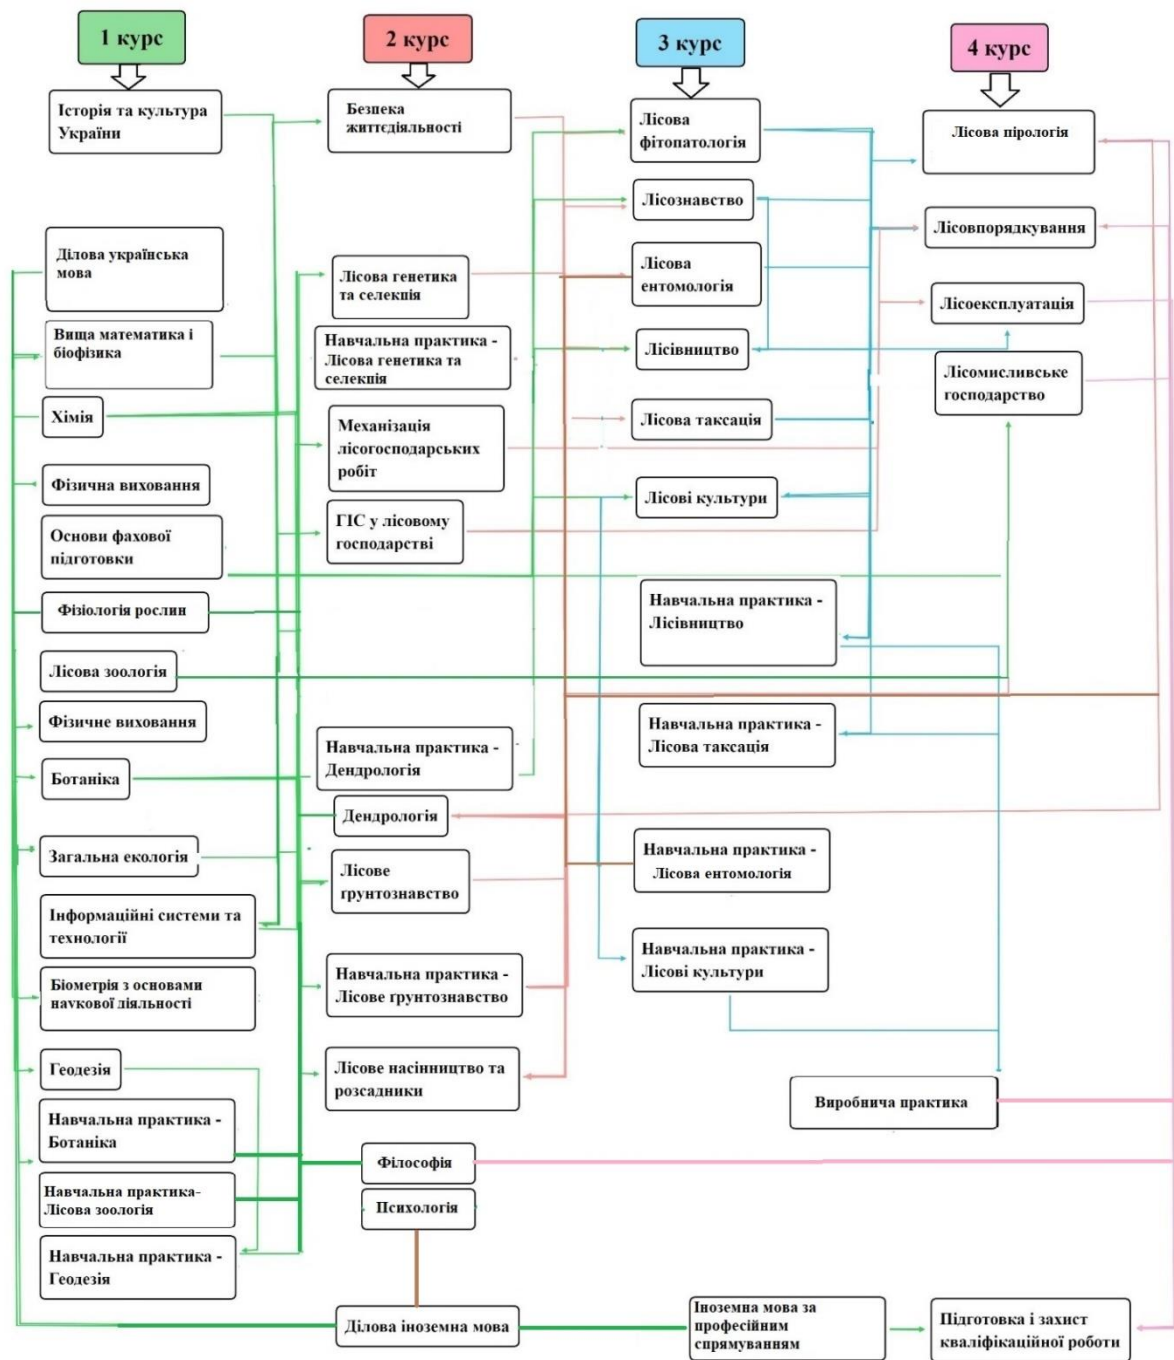 1 курс
Історія та культура
України
Ділова українська
мова
Вища математика і
біофізика
Хімія
Фізична виховання
Основи фахової
підготовки
Фізіологія рослин
Лісова зоологія
Фізичне виховання
Ботаніка
Загальна екологія
Інформаційні системи та
технології
Біометрія з основами
наукової діяльності
Геодезія
Навчальна практика -
Ботаніка
Навчальна практика-
Лісова зоологія
Навчальна практика -
Геодезія
2 курс
Безпека
життєдіяльності
Лісова генетика
та селекція
Навчальна практика -
Лісова генетика та
селекція
Механізація
лісогосподарських
робіт
ГІС у лісовому
господарстві
Навчальна практика -
Дендрологія
Дендрологія
Лісове
ґрунтознавство
Навчальна практика -
Лісове ґрунтознавство
Лісове насінництво та
розсадники
Філософія
Психологія
Ділова іноземна мова
3 курс
Лісова
фітопатологія
Лісознавство
Лісова
ентомологія
Лісівництво
Лісова таксація
Лісові культури
Навчальна практика -
Лісівництво
Навчальна практика -
Лісова таксація
Навчальна практика -
Лісова ентомологія
Навчальна практика -
Лісові культури
Іноземна мова за
професійним
спрямуванням
4 курс
Лісова пірологія
Лісовпорядкування
Лісоексплуатація
Лісомисливське
господарство
Виробнича практика
Підготовка і захист
кваліфікаційної роботи